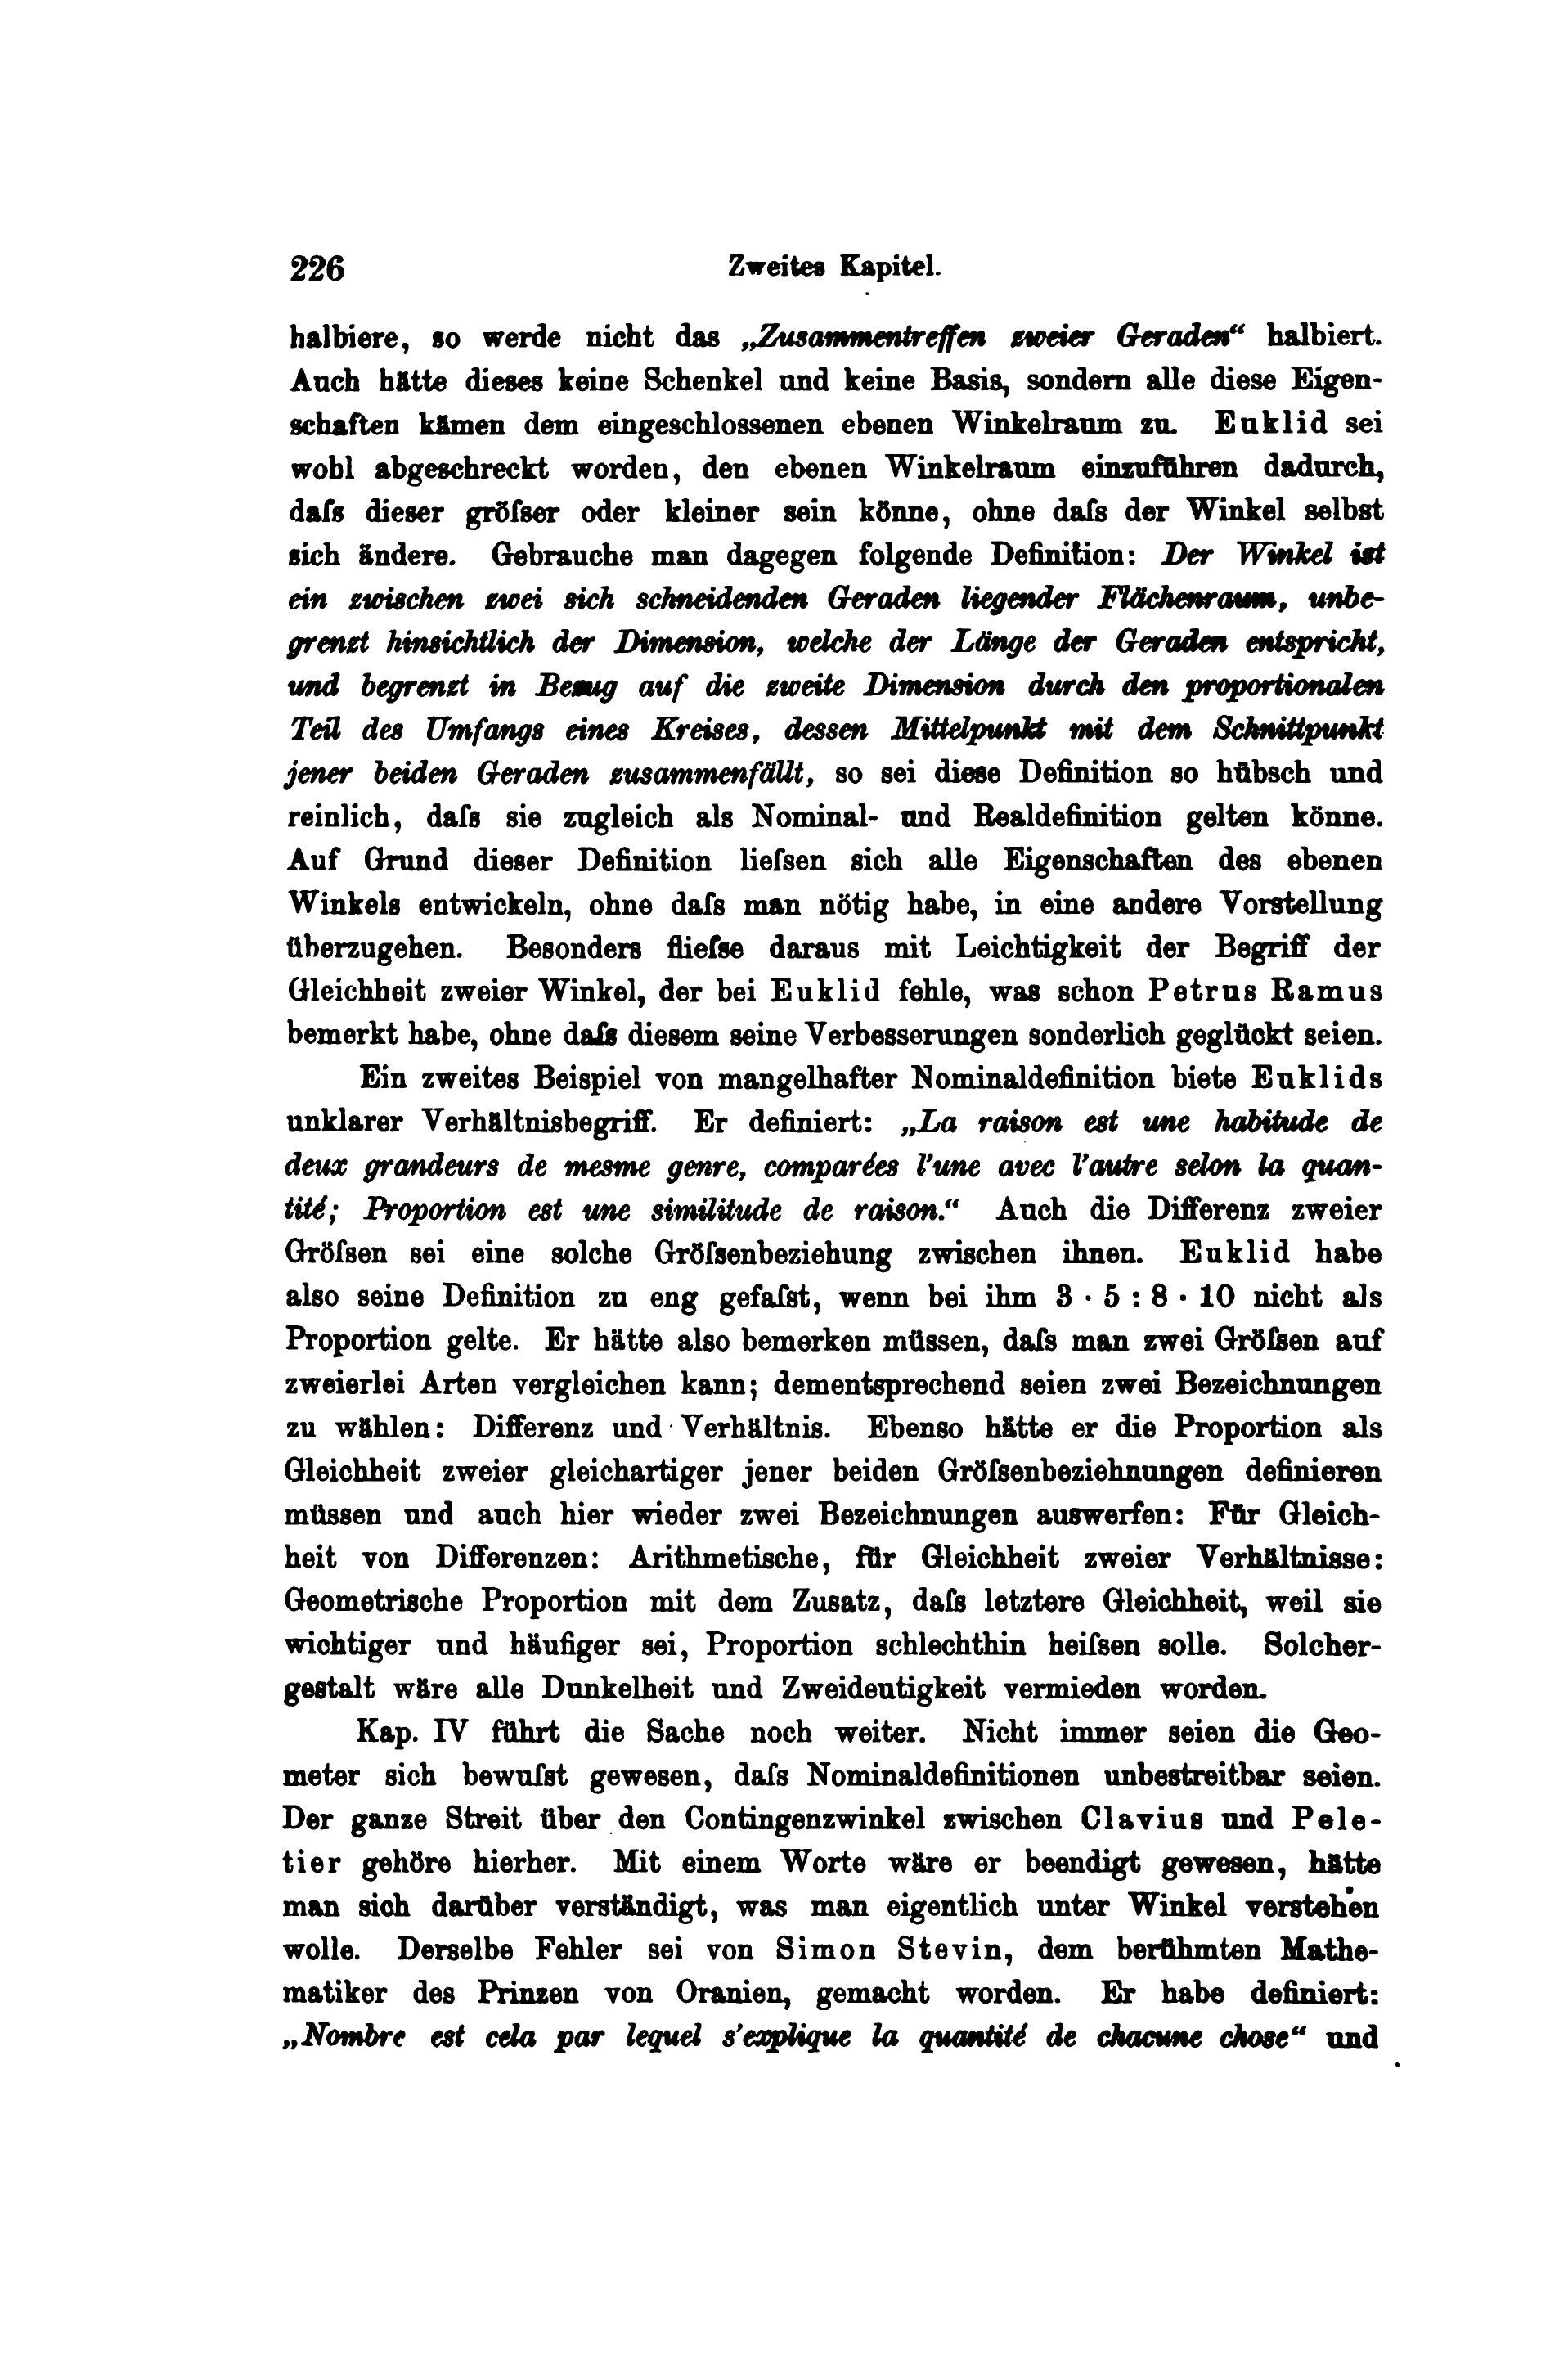 226 Zweites Kapitel.
halbiere, so werde nicht das „Zusammentreffen zweier Geraden“ halbiert.
Auch hätte dieses keine Schenkel und keine Basis, sondern alle diese Eigen-
schaften kämen dem eingeschlossenen ebenen Winkelraum zu. Euklid sei
wohl abgeschreckt worden, den ebenen Winkelraum einzuführen dadurch,
daſs dieser gröſser oder kleiner sein könne, ohne daſs der Winkel selbst
sich ändere. Gebrauche man dagegen folgende Definition: Der Winkel ist
ein zwischen zwei sich schneidenden Geraden liegender Flächenraum, unbe-
grenzt hinsichtlich der Dimension, welche der Länge der Geraden entspricht,
und begrenzt in Bezug auf die zweite Dimension durch den proportionalen
Teil des Umfangs eines Kreises, dessen Mittelpunkt mit dem Schnittpunkt
jener beiden Geraden zusammenfällt, so sei diese Definition so hübsch und
reinlich, daſs sie zugleich als Nominal- und Realdefinition gelten könne.
Auf Grund dieser Definition lieſsen sich alle Eigenschaften des ebenen
Winkels entwickeln, ohne daſs man nötig habe, in eine andere Vorstellung
überzugehen. Besonders flieſse daraus mit Leichtigkeit der Begriff der
Gleichheit zweier Winkel, der bei Euklid fehle, was schon Petrus Ramus
bemerkt habe, ohne daſs diesem seine Verbesserungen sonderlich geglückt seien.
Ein zweites Beispiel von mangelhafter Nominaldefinition biete Euklids
unklarer Verhältnisbegriff. Er definiert: „La raison est une habitude de
deux grandeurs de mesme genre, comparées l'une avec l'autre selon la quan-
tité; Proportion est une similitude de raison.“ Auch die Differenz zweier
Gröſsen sei eine solche Gröſsenbeziehung zwischen ihnen. Euklid habe
also seine Definition zu eng gefaſst, wenn bei ihm 3 · 5 : 8 · 10 nicht als
Proportion gelte. Er hätte also bemerken müssen, daſs man zwei Gröſsen auf
zweierlei Arten vergleichen kann; dementsprechend seien zwei Bezeichnungen
zu wählen: Differenz und Verhältnis. Ebenso hätte er die Proportion als
Gleichheit zweier gleichartiger jener beiden Gröſsenbeziehnungen definieren
müssen und auch hier wieder zwei Bezeichnungen auswerfen: Für Gleich-
heit von Differenzen: Arithmetische, für Gleichheit zweier Verhältnisse:
Geometrische Proportion mit dem Zusatz, daſs letztere Gleichheit, weil sie
wichtiger und häufiger sei, Proportion schlechthin heiſsen solle. Solcher-
gestalt wäre alle Dunkelheit und Zweideutigkeit vermieden worden.
Kap. IV führt die Sache noch weiter. Nicht immer seien die Geo-
meter sich bewuſst gewesen, daſs Nominaldefinitionen unbestreitbar seien.
Der ganze Streit über den Contingenzwinkel zwischen Clavius und Pele-
tier gehöre hierher. Mit einem Worte wäre er beendigt gewesen, hätte
man sich darüber verständigt, was man eigentlich unter Winkel verstehen
wolle. Derselbe Fehler sei von Simon Stevin, dem berühmten Mathe-
matiker des Prinzen von Oranien, gemacht worden. Er habe definiert:
„Nombre est cela par lequel s'explique la quantité de chacune chose“ und